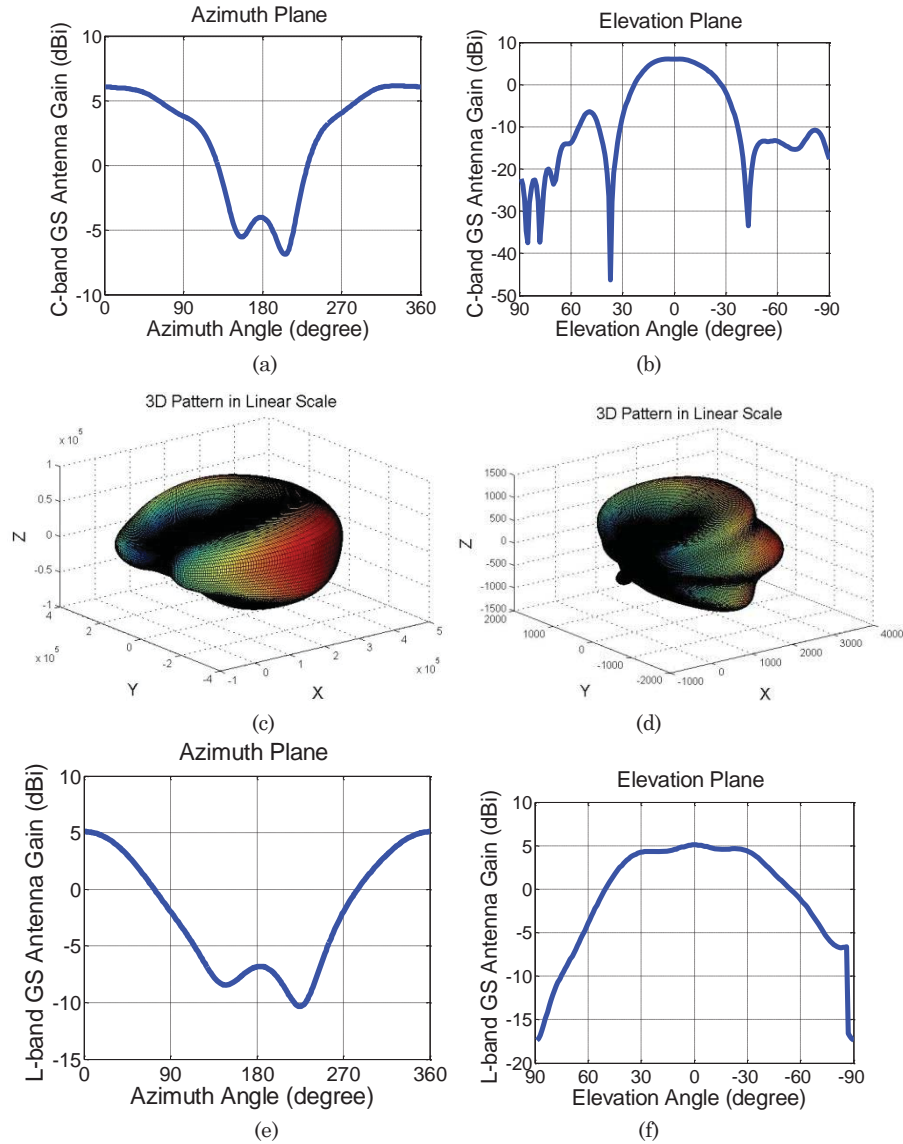 Azimuth Plane
C-band GS Antenna Gain (dBi)
10
5
0
-5
-10
0 90 180 270 360
Azimuth Angle (degree)
(a)
Elevation Plane
C-band GS Antenna Gain (dBi)
10
0
-10
-20
-30
-40
-50
90 60 30 0 -30 -60 -90
Elevation Angle (degree)
(b)
3D Pattern in Linear Scale
x 10^5
1
0.5
0
-0.5
-1
Z
4
2
0
-2
-4
x 10^5
Y
-1 0 1 2 3 4 5
x 10^5
X
(c)
3D Pattern in Linear Scale
1500
1000
500
0
-500
-1000
-1500
Z
2000
1000
0
-1000
-2000
Y
-1000 0 1000 2000 3000 4000
X
(d)
Azimuth Plane
L-band GS Antenna Gain (dBi)
10
5
0
-5
-10
-15
0 90 180 270 360
Azimuth Angle (degree)
(e)
Elevation Plane
L-band GS Antenna Gain (dBi)
10
5
0
-5
-10
-15
-20
90 60 30 0 -30 -60 -90
Elevation Angle (degree)
(f)